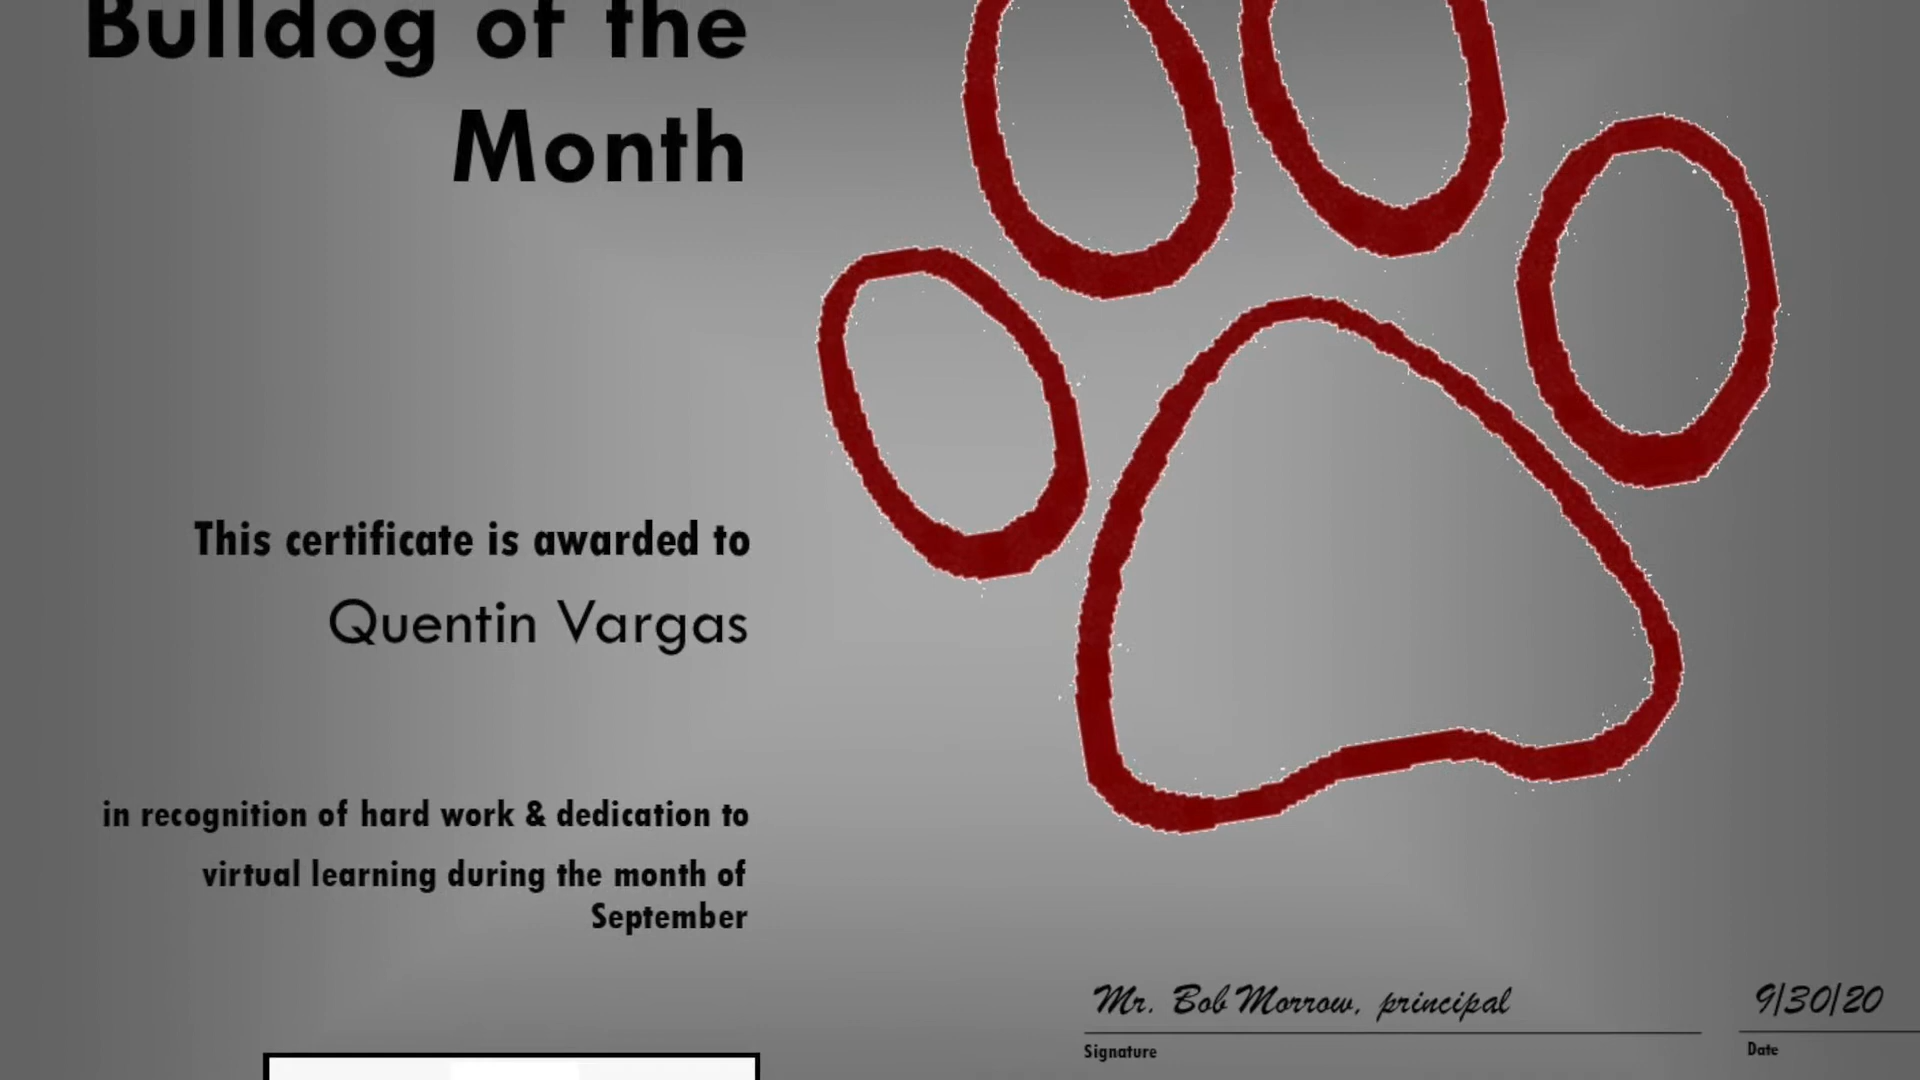 Bulldog of the
Month
This certificate is awarded to
Quentin Vargas
in recognition of hard work & dedication to
virtual learning during the month of
September
Mr. Bob Morrow, principal
9/30/20
Signature
Date